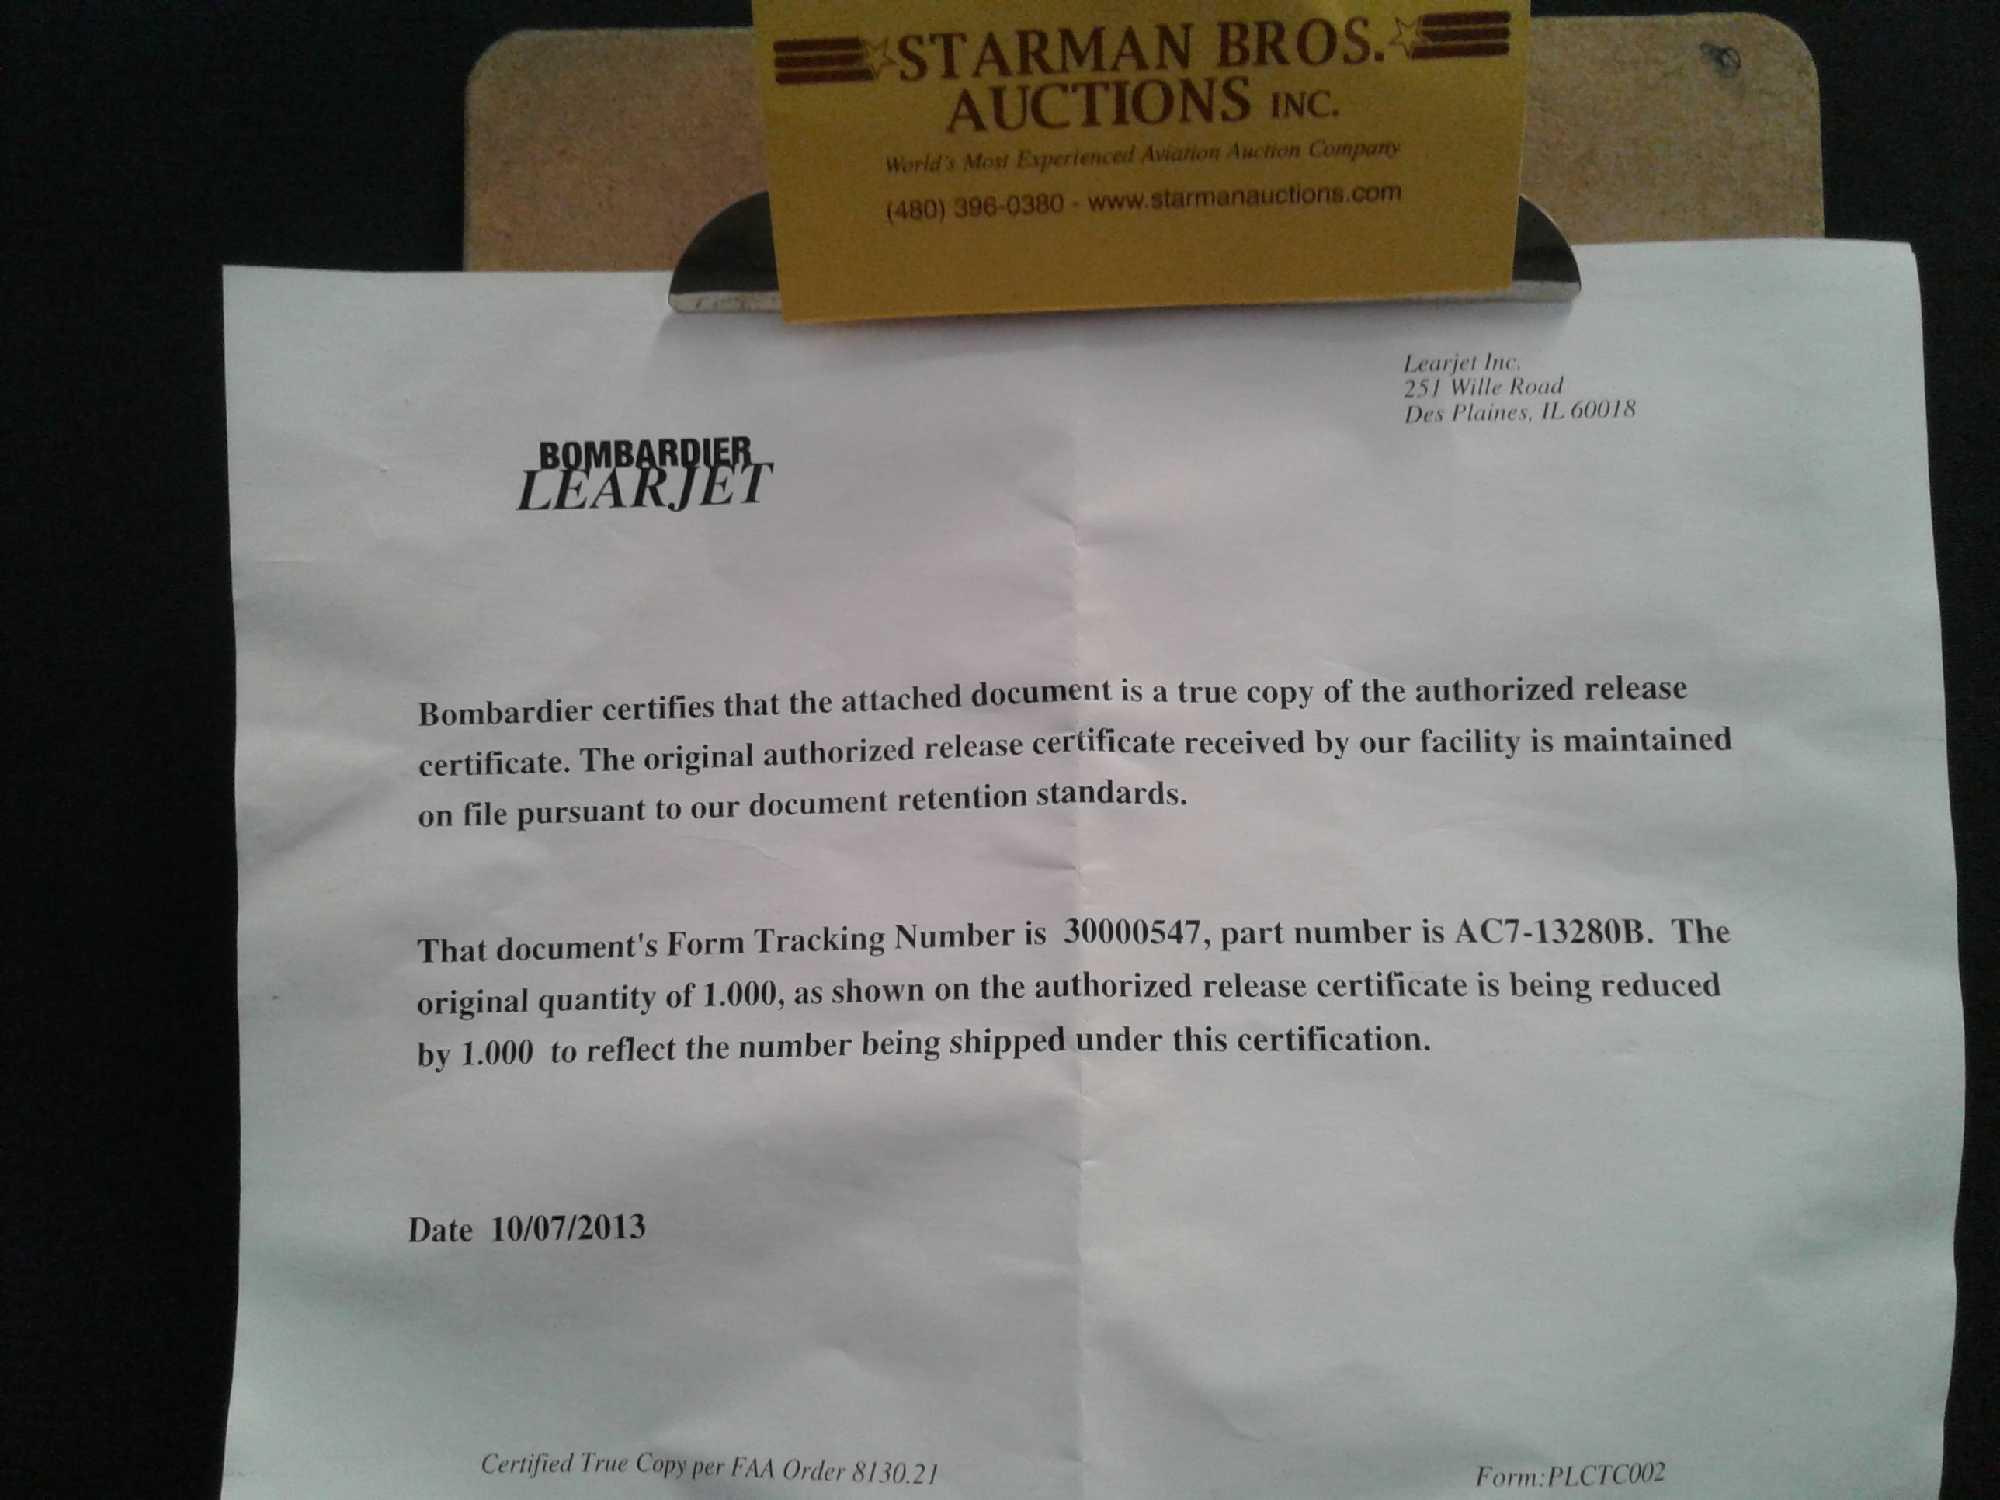 STARMAN BROS.
AUCTIONS INC.
World's Most Experienced Aviation Auction Company
(480) 396-0380 - www.starmanauctions.com
Learjet Inc.
251 Wille Road
Des Plaines, IL 60018
BOMBARDIER
LEARJET
Bombardier certifies that the attached document is a true copy of the authorized release
certificate. The original authorized release certificate received by our facility is maintained
on file pursuant to our document retention standards.
That document's Form Tracking Number is 30000547, part number is AC7-13280B. The
original quantity of 1.000, as shown on the authorized release certificate is being reduced
by 1.000 to reflect the number being shipped under this certification.
Date 10/07/2013
Certified True Copy per FAA Order 8130.21
Form:PLCTC002